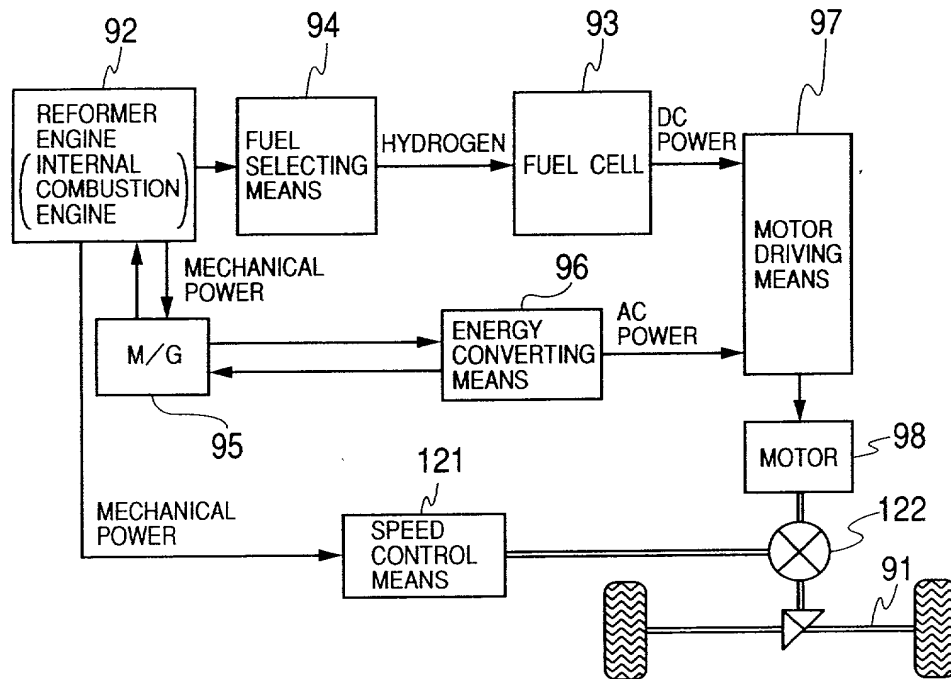 92
94
93
97
REFORMER
ENGINE
(INTERNAL
COMBUSTION
ENGINE)
FUEL
SELECTING
MEANS
HYDROGEN
FUEL CELL
DC
POWER
MOTOR
DRIVING
MEANS
MECHANICAL
POWER
96
M/G
ENERGY
CONVERTING
MEANS
AC
POWER
95
MOTOR
98
121
MECHANICAL
POWER
SPEED
CONTROL
MEANS
122
91